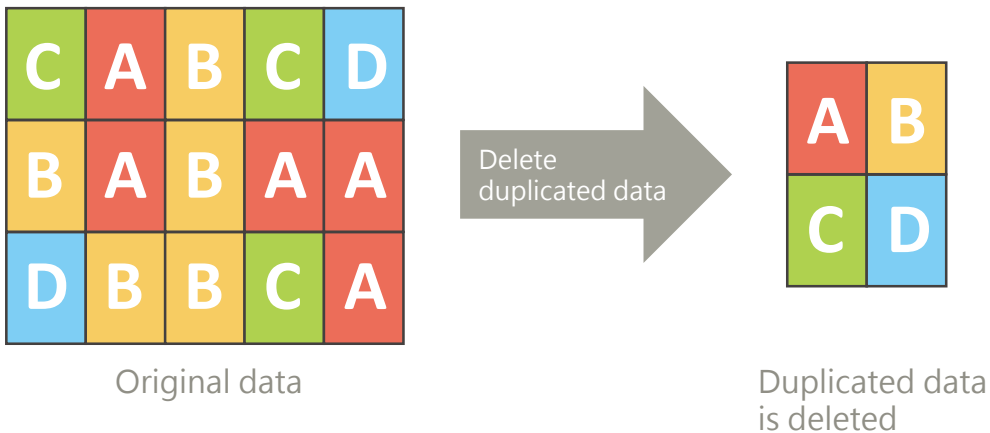 C A B C D
B A B A A
D B B C A
Original data
Delete
duplicated data
A B
C D
Duplicated data
is deleted